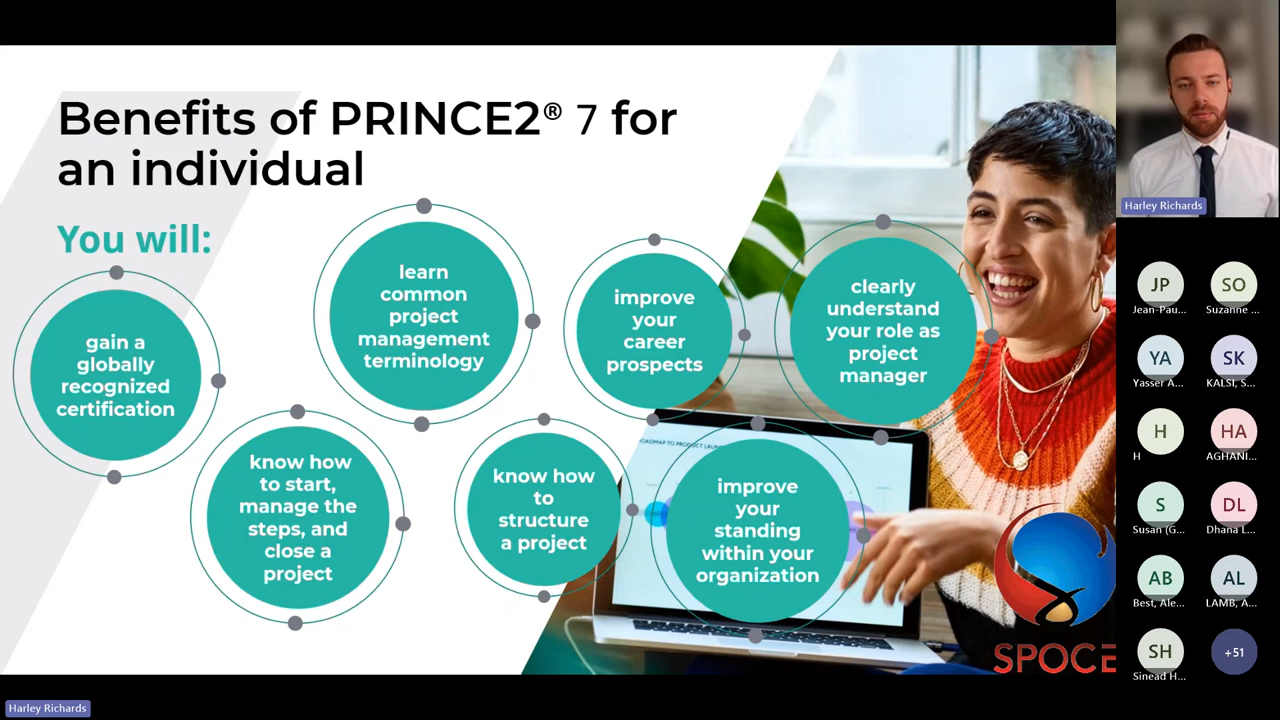 Benefits of PRINCE2® 7 for
an individual
You will:
gain a
globally
recognized
certification
learn
common
project
management
terminology
improve
your
career
prospects
clearly
understand
your role as
project
manager
know how
to start,
manage the
steps, and
close a
project
know how
to
structure
a project
improve
your
standing
within your
organization
ROADMAP TO PRODUCT
SPOCE
Harley Richards
Harley Richards
JP
Jean-Pau...
SO
Suzanne ...
YA
Yasser A...
SK
KALSI, S...
H
H
HA
AGHANI...
S
Susan (G...
DL
Dhana L...
AB
Best, Ale...
AL
LAMB, A...
SH
Sinead H...
+51